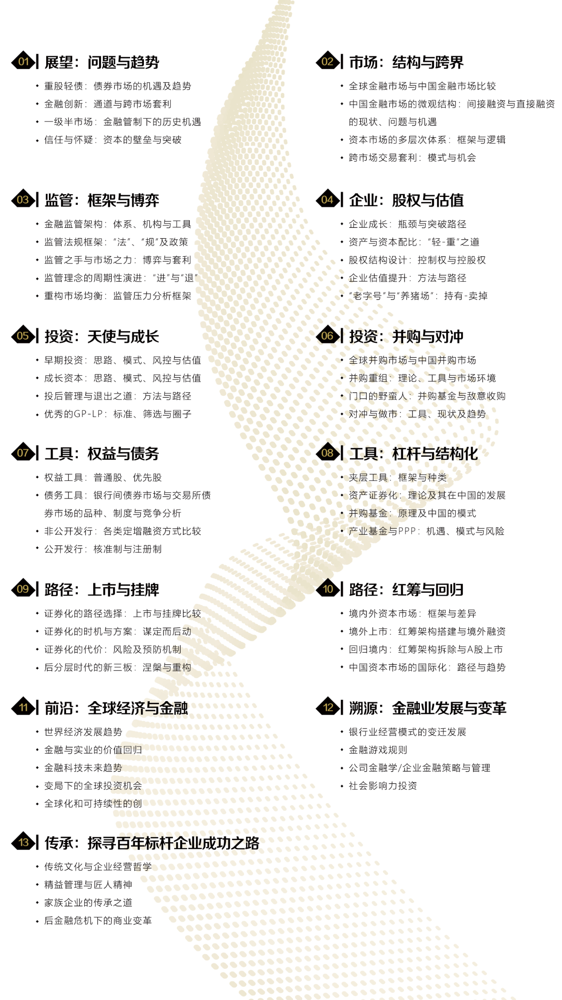 01 展望：问题与趋势
重股轻债：债券市场的机遇及趋势
金融创新：通道与跨市场套利
一级半市场：金融管制下的历史机遇
信任与怀疑：资本的壁垒与突破
02 市场：结构与跨界
全球金融市场与中国金融市场比较
中国金融市场的微观结构：间接融资与直接融资
的现状、问题与机遇
资本市场的多层次体系：框架与逻辑
跨市场交易套利：模式与机会
03 监管：框架与博弈
金融监管架构：体系、机构与工具
监管法规框架：“法”、“规”及政策
监管之手与市场之力：博弈与套利
监管理念的周期性演进：“进”与“退”
重构市场均衡：监管压力分析框架
04 企业：股权与估值
企业成长：瓶颈与突破路径
资产与资本配比：“轻-重”之道
股权结构设计：控制权与控股权
企业估值提升：方法与路径
“老字号”与“养猪场”：持有-卖掉
05 投资：天使与成长
早期投资：思路、模式、风控与估值
成长资本：思路、模式、风控与估值
投后管理与退出之道：方法与路径
优秀的GP-LP：标准、筛选与圈子
06 投资：并购与对冲
全球并购市场与中国并购市场
并购重组：理论、工具与市场环境
门口的野蛮人：并购基金与敌意收购
对冲与做市：工具、现状及趋势
07 工具：权益与债务
权益工具：普通股、优先股
债务工具：银行间债券市场与交易所债
券市场的品种、制度与竞争分析
非公开发行：各类定增融资方式比较
公开发行：核准制与注册制
08 工具：杠杆与结构化
夹层工具：框架与种类
资产证券化：理论及其在中国的发展
并购基金：原理及中国的模式
产业基金与PPP：机遇、模式与风险
09 路径：上市与挂牌
证券化的路径选择：上市与挂牌比较
证券化的时机与方案：谋定而后动
证券化的代价：风险及预防机制
后分层时代的新三板：涅槃与重构
10 路径：红筹与回归
境内外资本市场：框架与差异
境外上市：红筹架构搭建与境外融资
回归境内：红筹架构拆除与A股上市
中国资本市场的国际化：路径与趋势
11 前沿：全球经济与金融
世界经济发展趋势
金融与实业的价值回归
金融科技未来趋势
变局下的全球投资机会
全球化和可持续性的创
12 溯源：金融业发展与变革
银行业经营模式的变迁发展
金融游戏规则
公司金融学/企业金融策略与管理
社会影响力投资
13 传承：探寻百年标杆企业成功之路
传统文化与企业经营哲学
精益管理与匠人精神
家族企业的传承之道
后金融危机下的商业变革